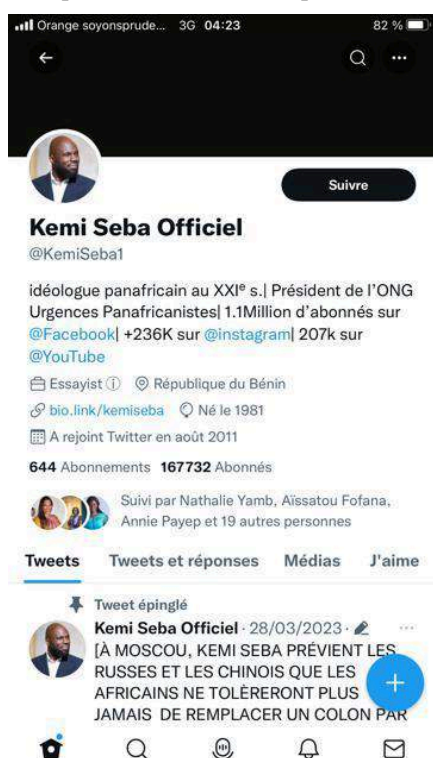 Orange soyonsprude... 3G 04:23 82 %
Suivre
Kemi Seba Officiel
@KemiSeba1
idéologue panafricain au XXIᵉ s.| Président de l'ONG
Urgences Panafricanistes| 1.1Million d'abonnés sur
@Facebook| +236K sur @instagram| 207k sur
@YouTube
Essayist République du Bénin
bio.link/kemiseba Né le 1981
A rejoint Twitter en août 2011
644 Abonnements 167732 Abonnés
Suivi par Nathalie Yamb, Aïssatou Fofana,
Annie Payep et 19 autres personnes
Tweets Tweets et réponses Médias J'aime
Tweet épinglé
Kemi Seba Officiel · 28/03/2023 ·
[À MOSCOU, KEMI SEBA PRÉVIENT LES
RUSSES ET LES CHINOIS QUE LES
AFRICAINS NE TOLÈRERONT PLUS
JAMAIS DE REMPLACER UN COLON PAR